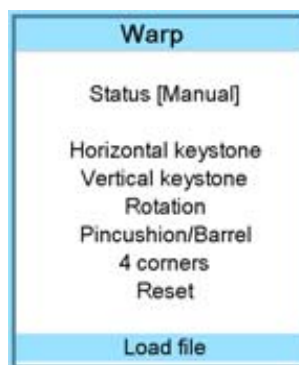 Warp
Status [Manual]
Horizontal keystone
Vertical keystone
Rotation
Pincushion/Barrel
4 corners
Reset
Load file